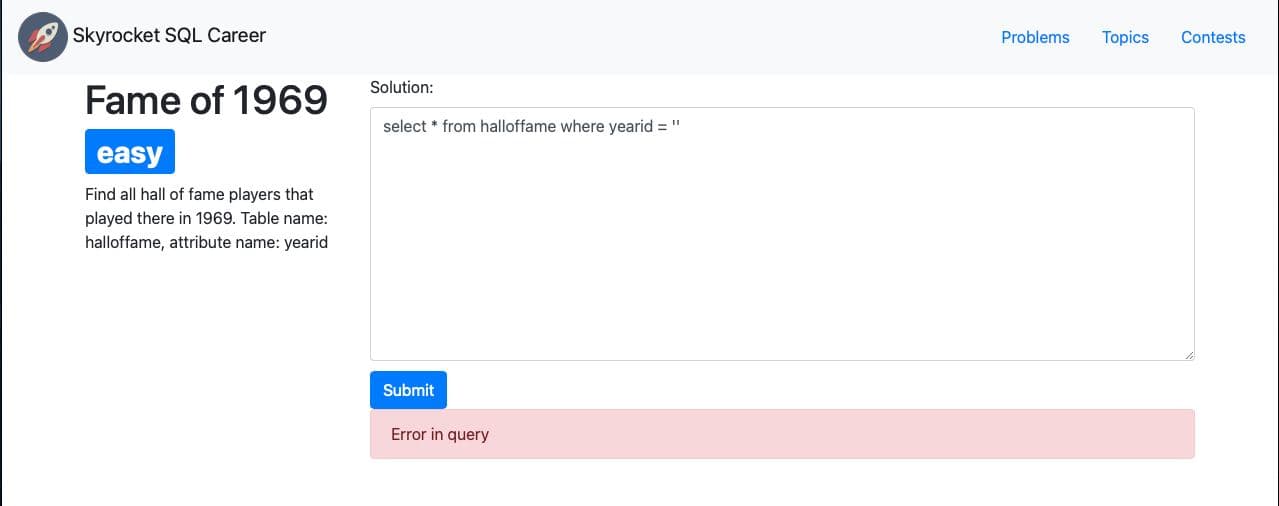 Skyrocket SQL Career
Problems Topics Contests
Fame of 1969
easy
Find all hall of fame players that
played there in 1969. Table name:
halloffame, attribute name: yearid
Solution:
select * from halloffame where yearid = ''
Submit
Error in query